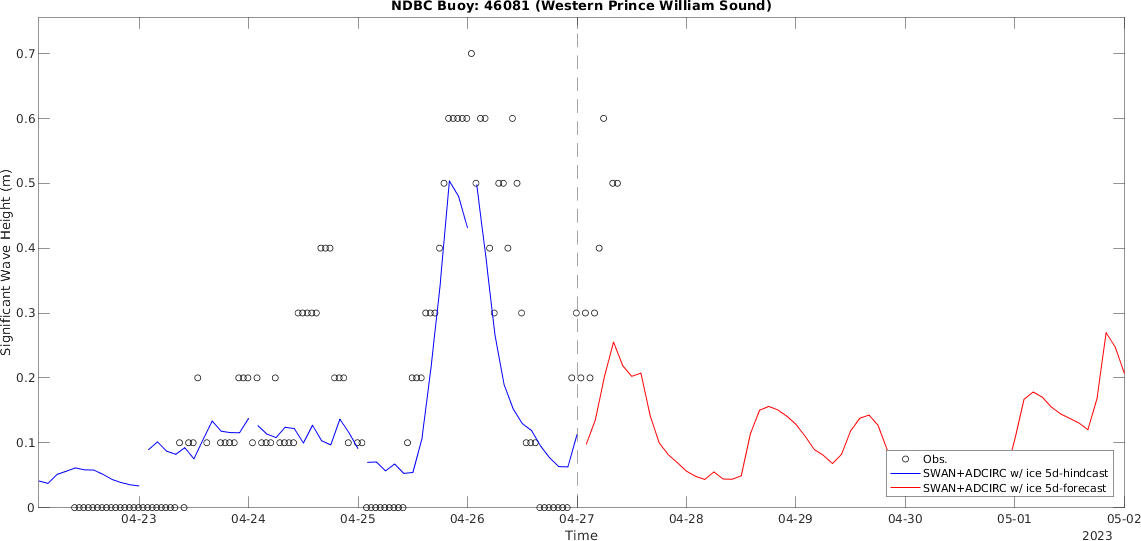 NDBC Buoy: 46081 (Western Prince William Sound)
Significant Wave Height (m)
0.7
0.6
0.5
0.4
0.3
0.2
0.1
0
Obs.
SWAN+ADCIRC w/ ice 5d-hindcast
SWAN+ADCIRC w/ ice 5d-forecast
04-23 04-24 04-25 04-26 04-27 04-28 04-29 04-30 05-01 05-02
Time
2023